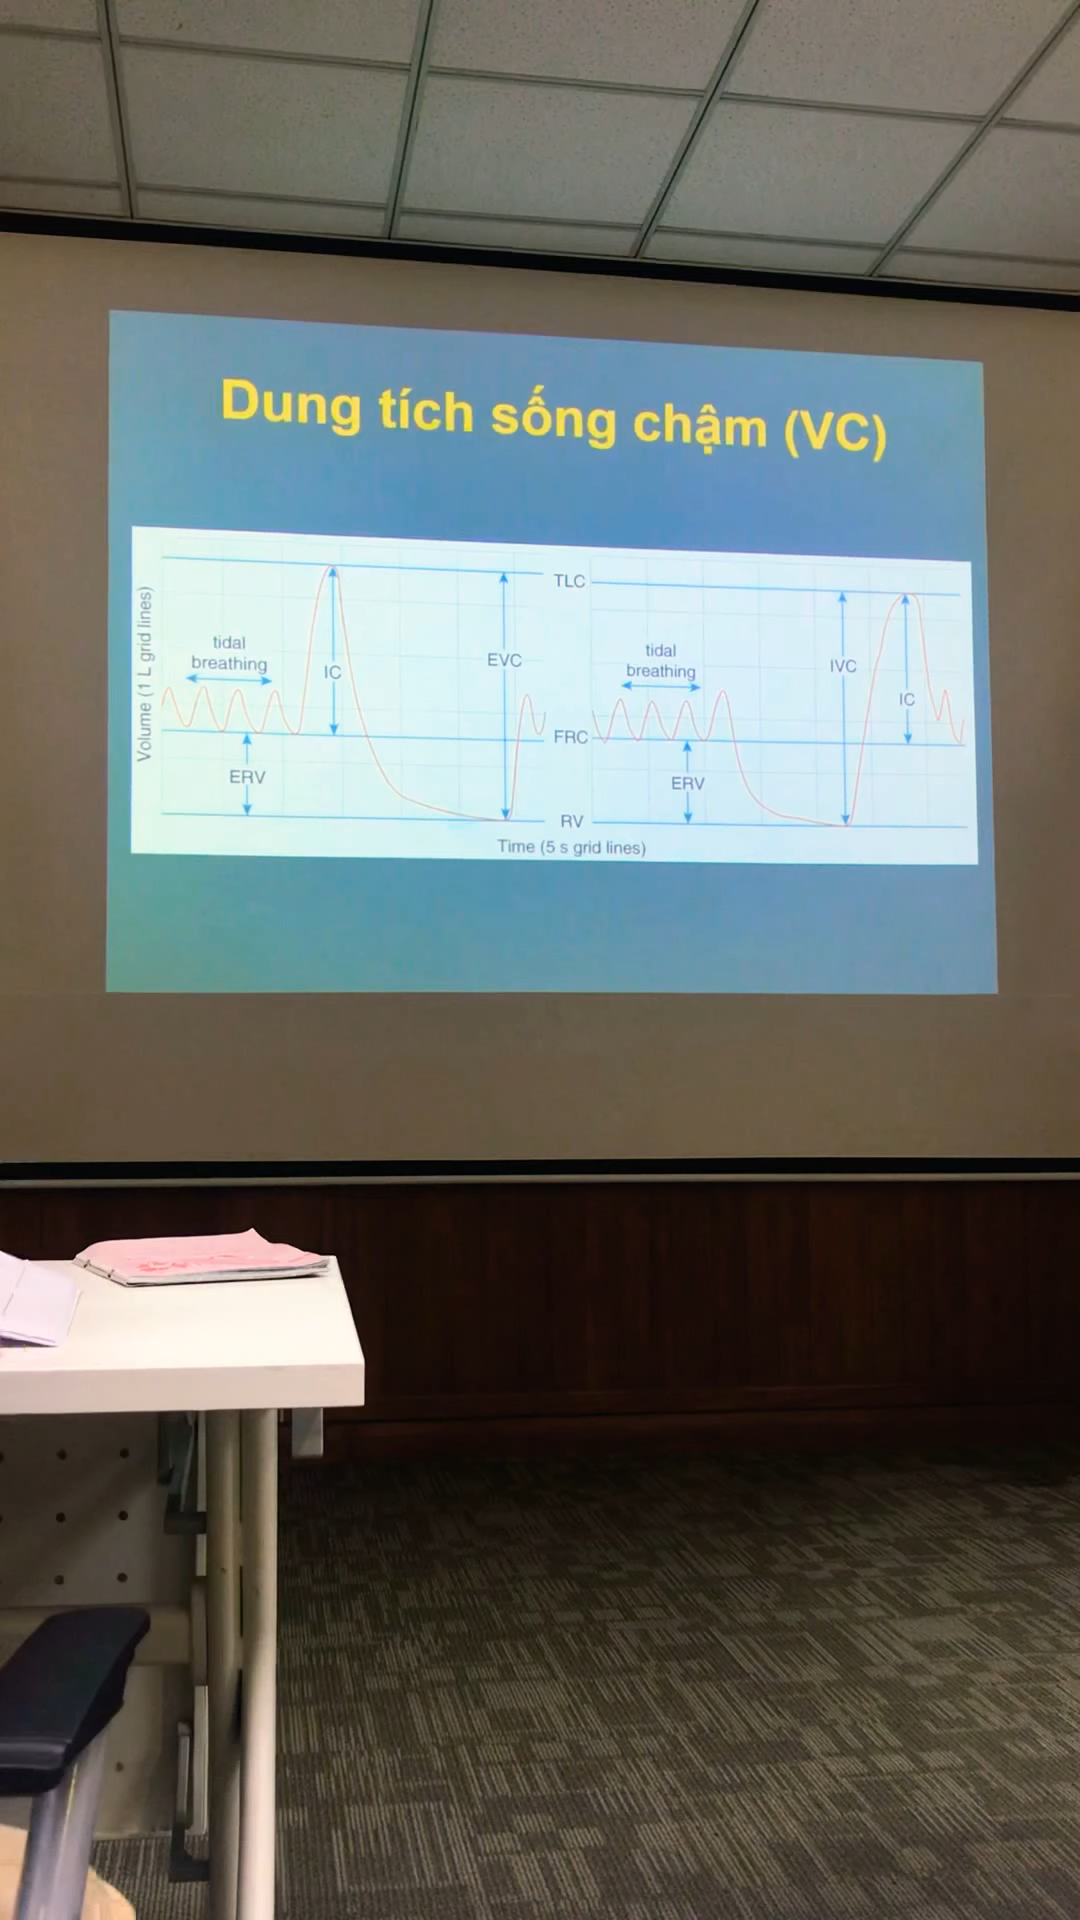 Dung tích sống chậm (VC)
Volume (1 L grid lines)
tidal
breathing
IC
EVC
ERV
TLC
FRC
RV
tidal
breathing
IVC
IC
ERV
Time (5 s grid lines)